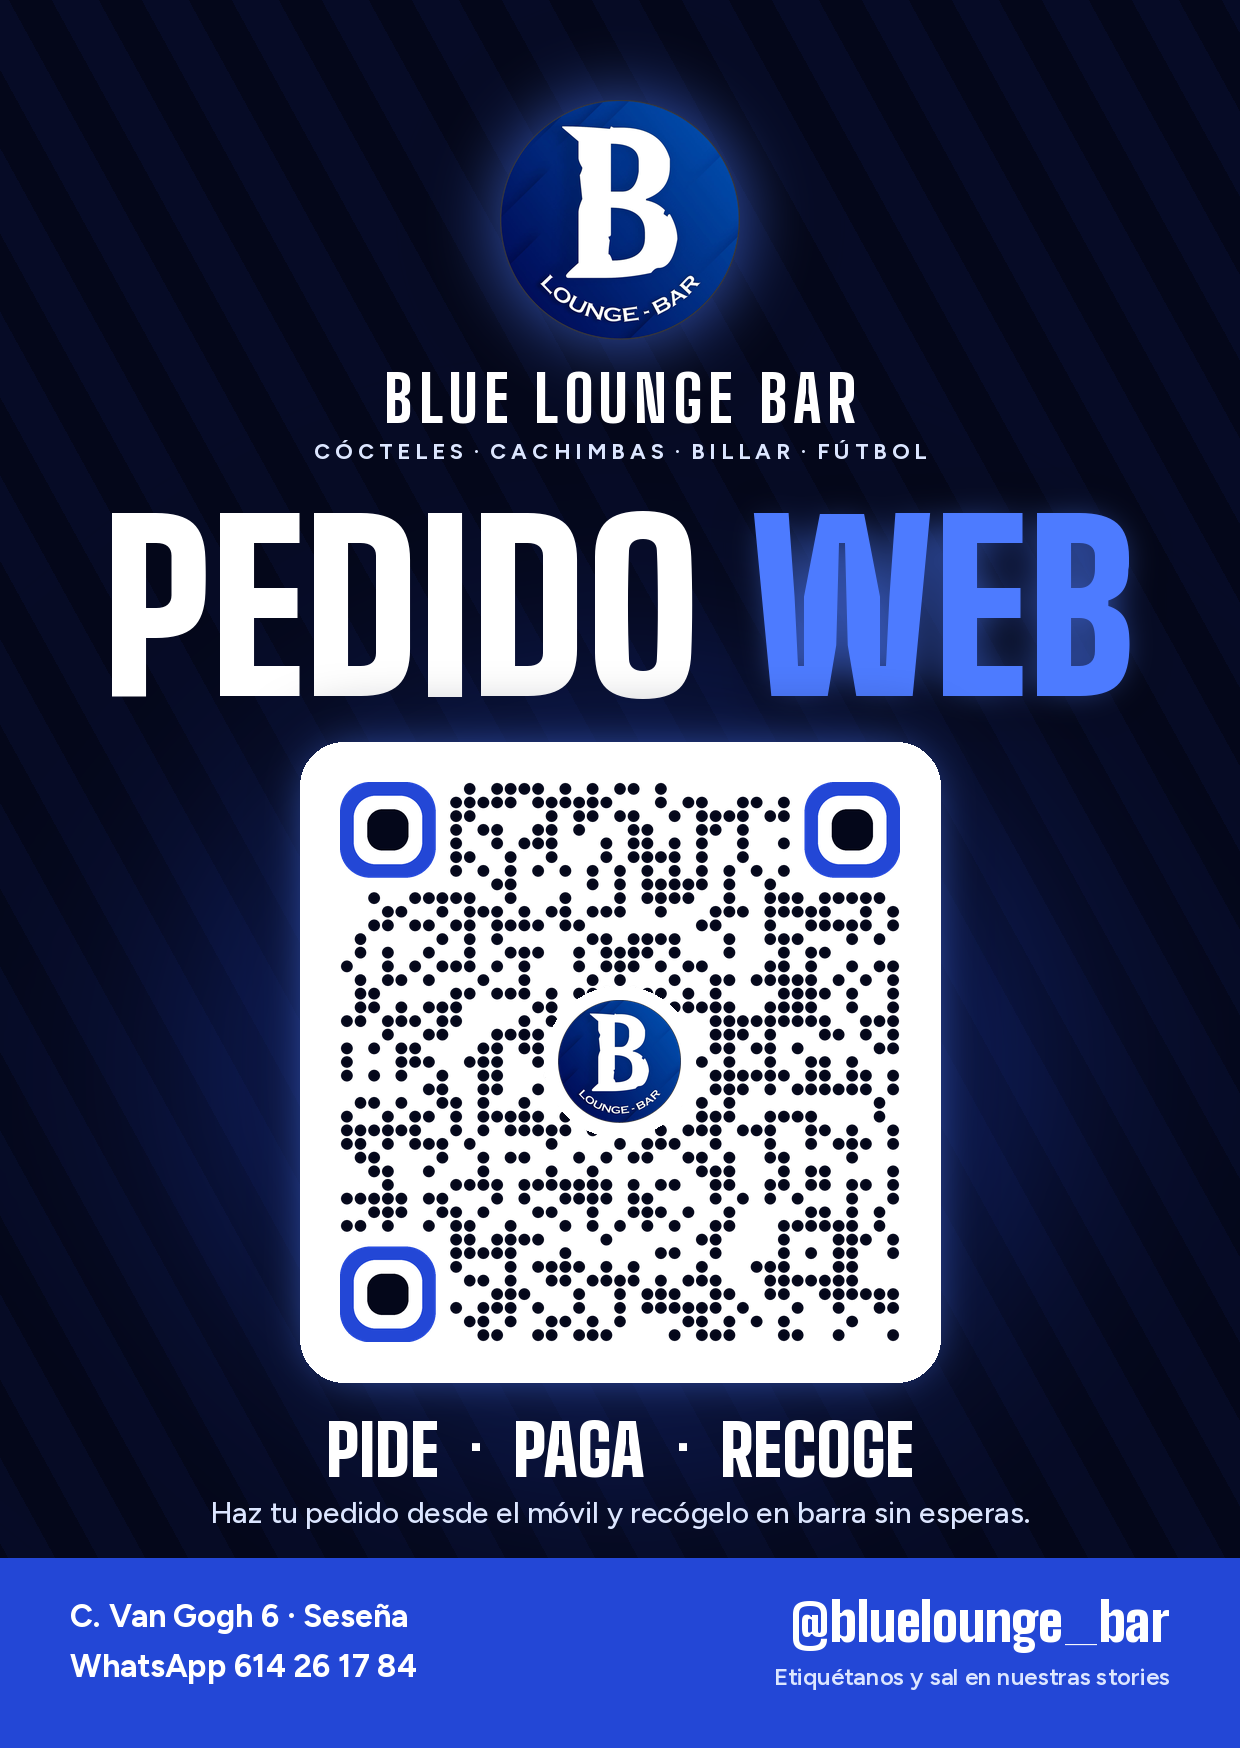 B
LOUNGE - BAR
BLUE LOUNGE BAR
CÓCTELES · CACHIMBAS · BILLAR · FÚTBOL
PEDIDO WEB
B
LOUNGE - BAR
PIDE · PAGA · RECOGE
Haz tu pedido desde el móvil y recógelo en barra sin esperas.
C. Van Gogh 6 · Seseña
WhatsApp 614 26 17 84
@bluelounge_bar
Etiquétanos y sal en nuestras stories